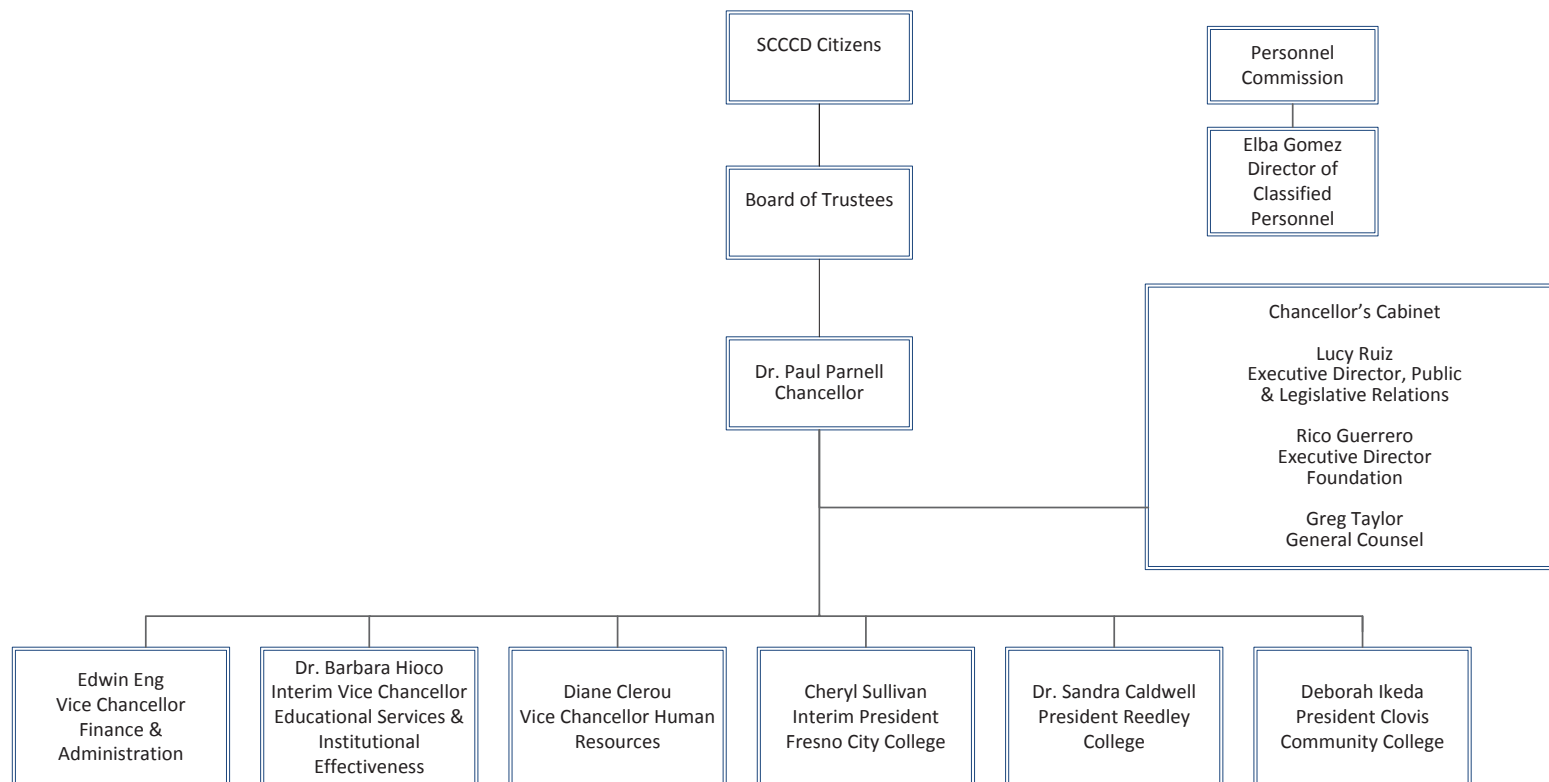 SCCCD Citizens
Personnel
Commission
Elba Gomez
Director of
Classified
Personnel
Board of Trustees
Dr. Paul Parnell
Chancellor
Chancellor’s Cabinet
Lucy Ruiz
Executive Director, Public
& Legislative Relations
Rico Guerrero
Executive Director
Foundation
Greg Taylor
General Counsel
Edwin Eng
Vice Chancellor
Finance &
Administration
Dr. Barbara Hioco
Interim Vice Chancellor
Educational Services &
Institutional
Effectiveness
Diane Clerou
Vice Chancellor Human
Resources
Cheryl Sullivan
Interim President
Fresno City College
Dr. Sandra Caldwell
President Reedley
College
Deborah Ikeda
President Clovis
Community College